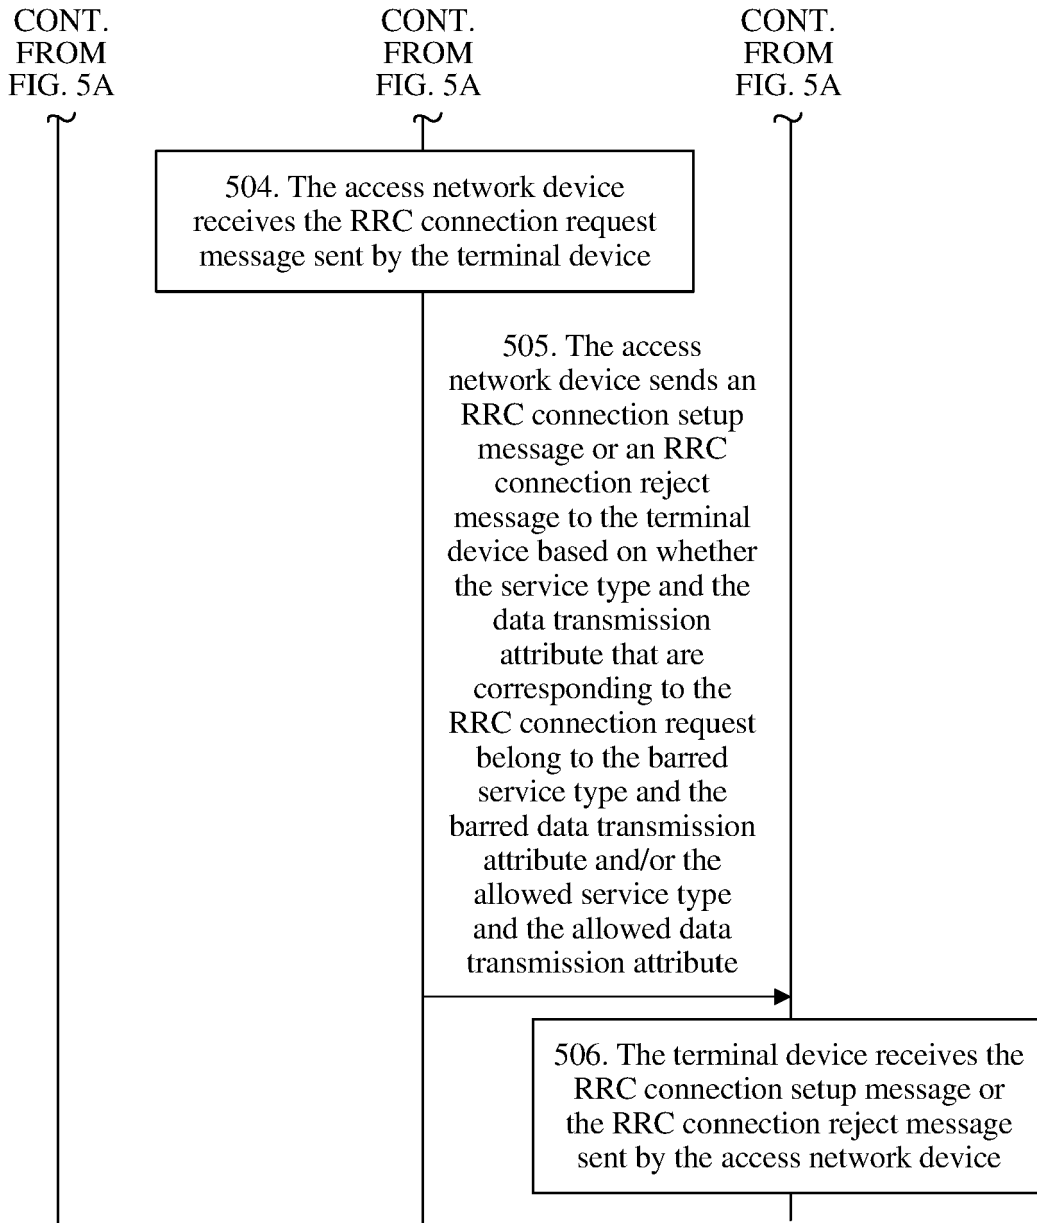 CONT.
FROM
FIG. 5A
CONT.
FROM
FIG. 5A
CONT.
FROM
FIG. 5A
504. The access network device
receives the RRC connection request
message sent by the terminal device
505. The access
network device sends an
RRC connection setup
message or an RRC
connection reject
message to the terminal
device based on whether
the service type and the
data transmission
attribute that are
corresponding to the
RRC connection request
belong to the barred
service type and the
barred data transmission
attribute and/or the
allowed service type
and the allowed data
transmission attribute
506. The terminal device receives the
RRC connection setup message or
the RRC connection reject message
sent by the access network device